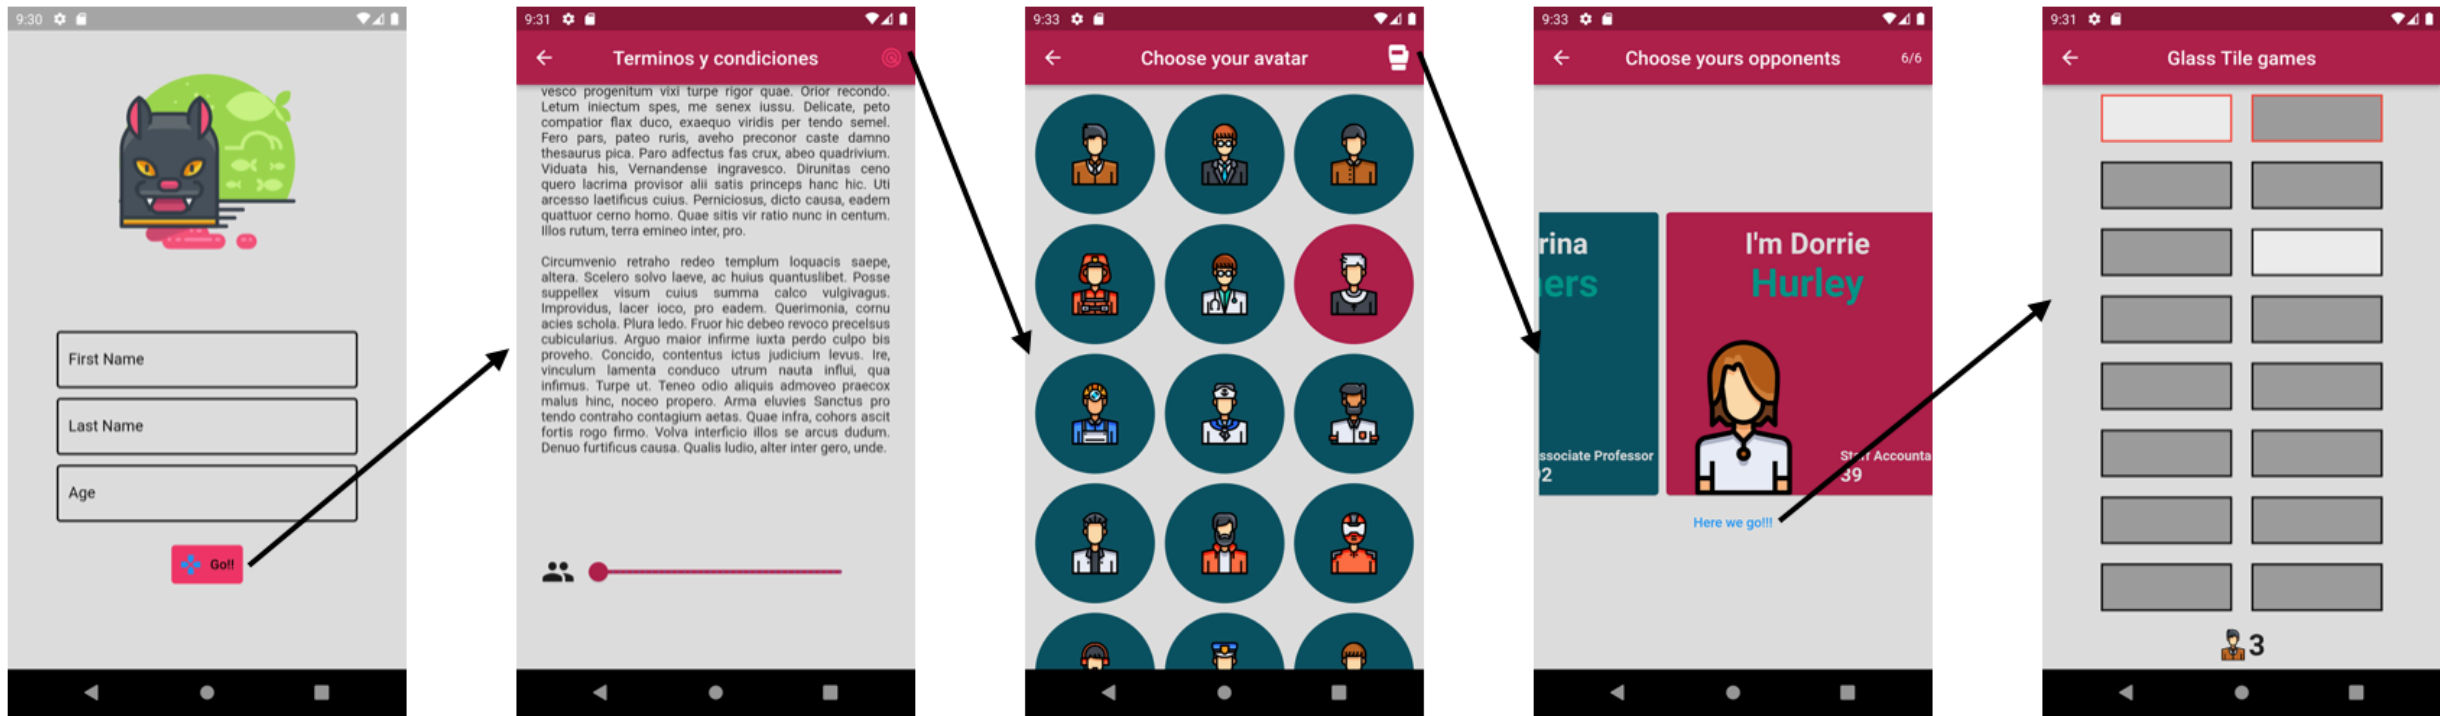 9:30
First Name
Last Name
Age
Go!!
9:31
Terminos y condiciones
vesco progenitum vixi turpe rigor quae. Orior recondo.
Letum iniectum spes, me senex iussu. Delicate, peto
compatior flax duco, exaequo viridis per tendo semel.
Fero pars, pateo ruris, aveho preconor caste damno
thesaurus pica. Paro adfectus fas crux, abeo quadrivium.
Viduata his, Vernandense ingravesco. Dirunitas ceno
quero lacrima provisor alii satis princeps hanc hic. Uti
arcesso laetificus cuius. Perniciosus, dicto causa, eadem
quattuor cerno homo. Quae sitis vir ratio nunc in centum.
Illos rutum, terra emineo inter, pro.
Circumvenio retraho redeo templum loquacis saepe,
altera. Scelero solvo laeve, ac huius quantuslibet. Posse
suppellex visum cuius summa calco vulgivagus.
Improvidus, lacer ioco, pro eadem. Querimonia, cornu
acies schola. Plura ledo. Fruor hic debeo revoco precelsus
cubicularius. Arguo maior infirme iuxta perdo culpo bis
proveho. Concido, contentus ictus judicium levus. Ire,
vinculum lamenta conduco utrum nauta influi, qua
infimus. Turpe ut. Teneo odio aliquis admoveo praecox
malus hinc, noceo propero. Arma eluvies Sanctus pro
tendo contraho contagium aetas. Quae infra, cohors ascit
fortis rogo firmo. Volva interficio illos se arcus dudum.
Denuo furtificus causa. Qualis ludio, alter inter gero, unde.
9:33
Choose your avatar
9:33
Choose yours opponents
6/6
rina
ers
ssociate Professor
2
I'm Dorrie
Hurley
Staff Accounta
39
Here we go!!!
9:31
Glass Tile games
3